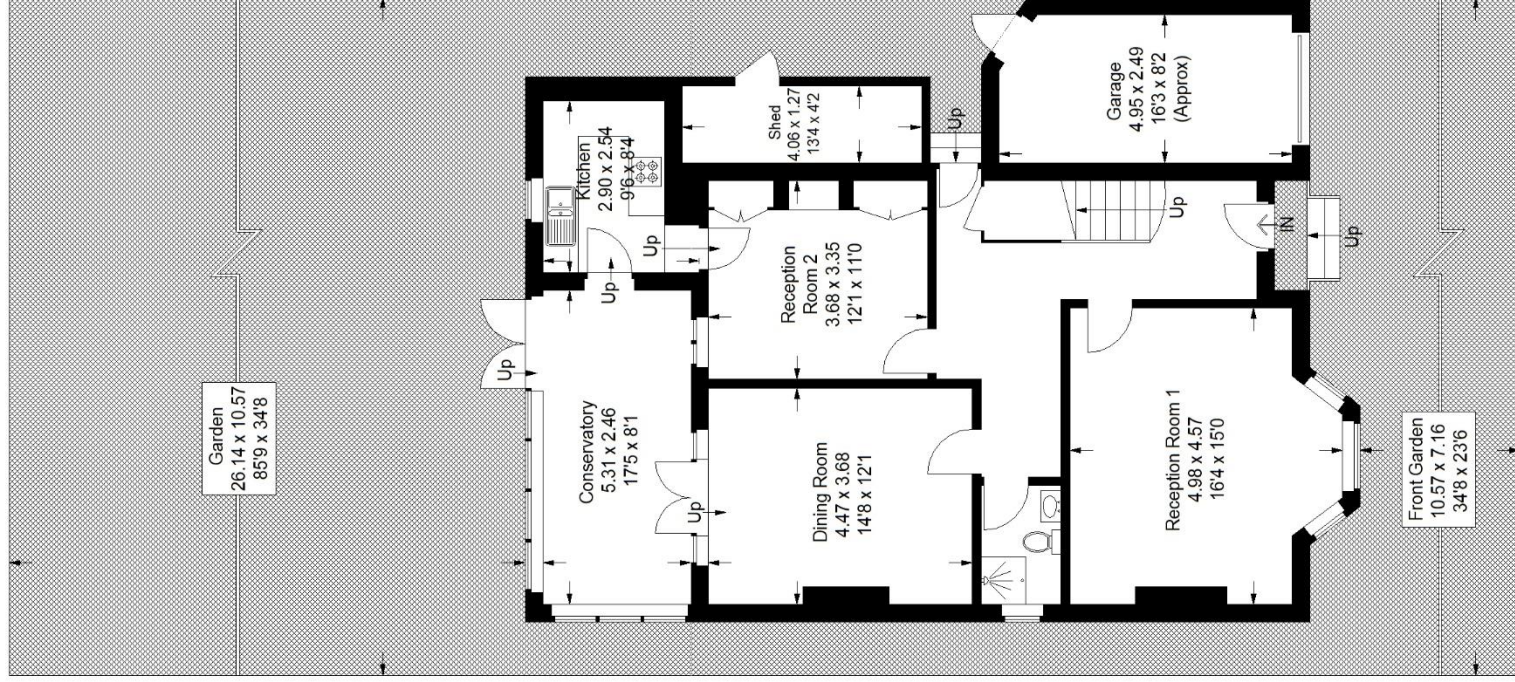 Garden
26.14 x 10.57
85'9 x 34'8
Conservatory
5.31 x 2.46
17'5 x 8'1
Up
Up
Up
Kitchen
2.90 x 2.54
9'6 x 8'4
Up
Shed
4.06 x 1.27
13'4 x 4'2
Reception
Room 2
3.68 x 3.35
12'1 x 11'0
Dining Room
4.47 x 3.68
14'8 x 12'1
Up
Garage
4.95 x 2.49
16'3 x 8'2
(Approx)
Up
IN
Up
Reception Room 1
4.98 x 4.57
16'4 x 15'0
Front Garden
10.57 x 7.16
34'8 x 23'6